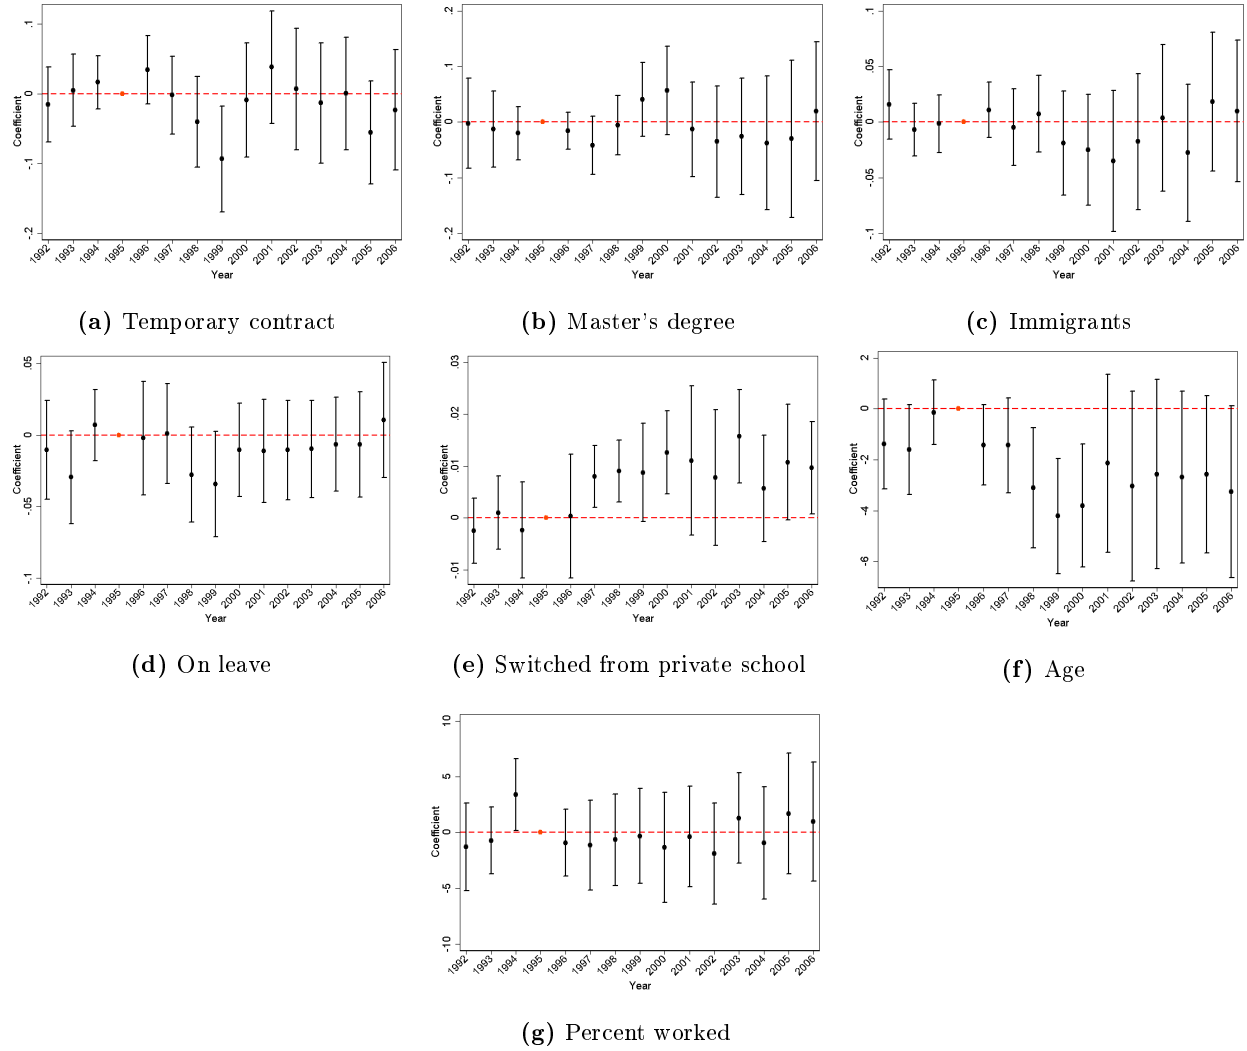 Coefficient
.1
0
-.1
-.2
1992 1993 1994 1995 1996 1997 1998 1999 2000 2001 2002 2003 2004 2005 2006
Year
(a) Temporary contract
Coefficient
.2
.1
0
-.1
-.2
1992 1993 1994 1995 1996 1997 1998 1999 2000 2001 2002 2003 2004 2005 2006
Year
(b) Master's degree
Coefficient
.1
.05
0
-.05
-.1
1992 1993 1994 1995 1996 1997 1998 1999 2000 2001 2002 2003 2004 2005 2006
Year
(c) Immigrants
Coefficient
.05
0
-.05
-.1
1992 1993 1994 1995 1996 1997 1998 1999 2000 2001 2002 2003 2004 2005 2006
Year
(d) On leave
Coefficient
.03
.02
.01
0
-.01
1992 1993 1994 1995 1996 1997 1998 1999 2000 2001 2002 2003 2004 2005 2006
Year
(e) Switched from private school
Coefficient
2
0
-2
-4
-6
1992 1993 1994 1995 1996 1997 1998 1999 2000 2001 2002 2003 2004 2005 2006
Year
(f) Age
Coefficient
10
5
0
-5
-10
1992 1993 1994 1995 1996 1997 1998 1999 2000 2001 2002 2003 2004 2005 2006
Year
(g) Percent worked